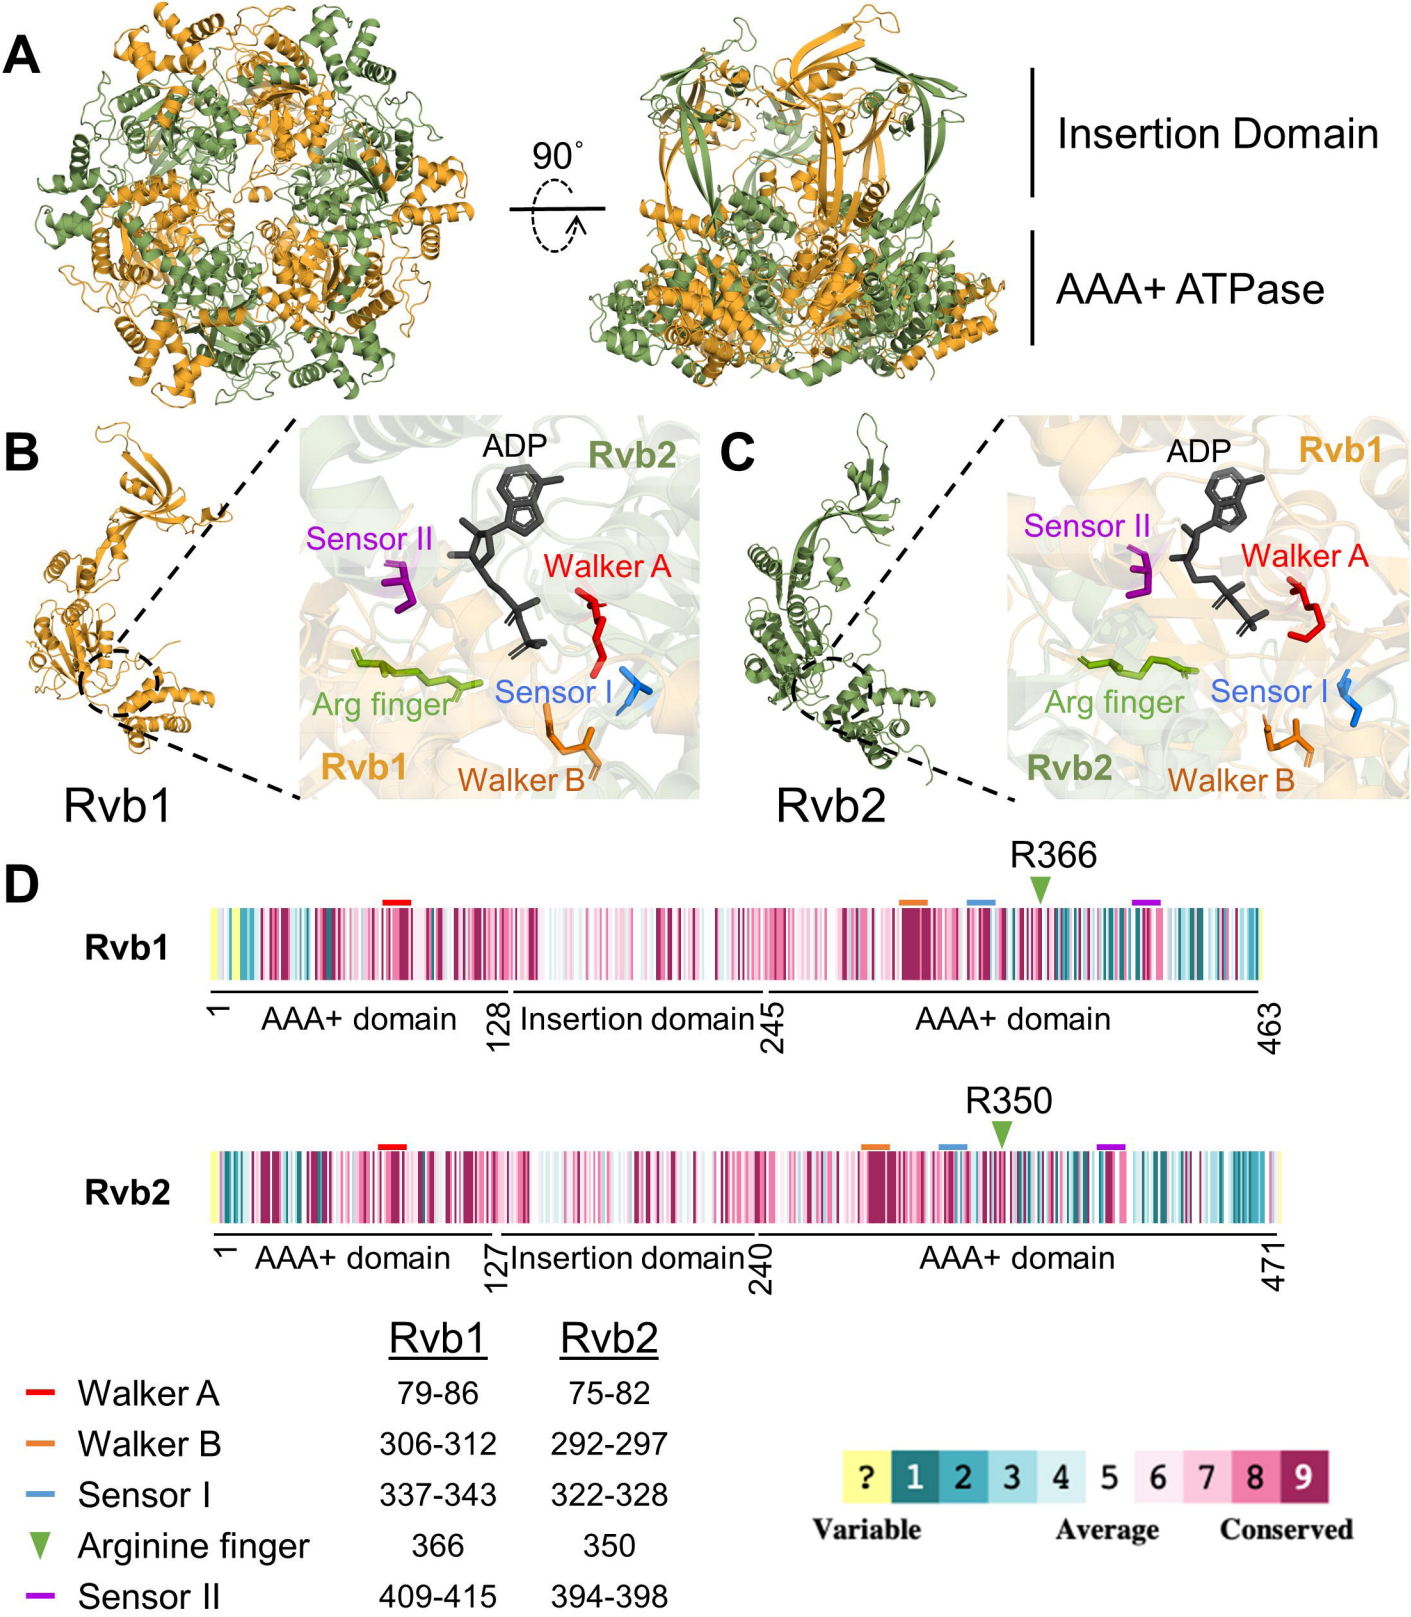 A
90°
Insertion Domain
AAA+ ATPase
B
ADP
Rvb2
Sensor II
Walker A
Arg finger
Sensor I
Rvb1
Walker B
Rvb1
C
ADP
Rvb1
Sensor II
Walker A
Arg finger
Sensor I
Rvb2
Walker B
Rvb2
D
R366
Rvb1
1 AAA+ domain 128 Insertion domain 245 AAA+ domain 463
R350
Rvb2
1 AAA+ domain 127 Insertion domain 240 AAA+ domain 471
Rvb1 Rvb2
Walker A 79-86 75-82
Walker B 306-312 292-297
Sensor I 337-343 322-328
Arginine finger 366 350
Sensor II 409-415 394-398
? 1 2 3 4 5 6 7 8 9
Variable Average Conserved